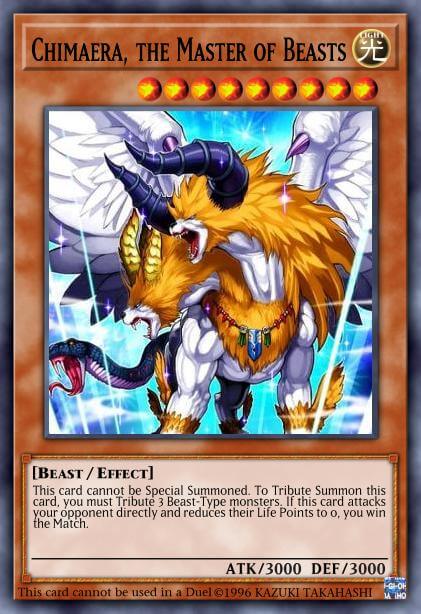 CHIMAERA, THE MASTER OF BEASTS
LIGHT
光
[BEAST / EFFECT]
This card cannot be Special Summoned. To Tribute Summon this
card, you must Tribute 3 Beast-Type monsters. If this card attacks
your opponent directly and reduces their Life Points to 0, you win
the Match.
ATK/3000 DEF/3000
This card cannot be used in a Duel ©1996 KAZUKI TAKAHASHI